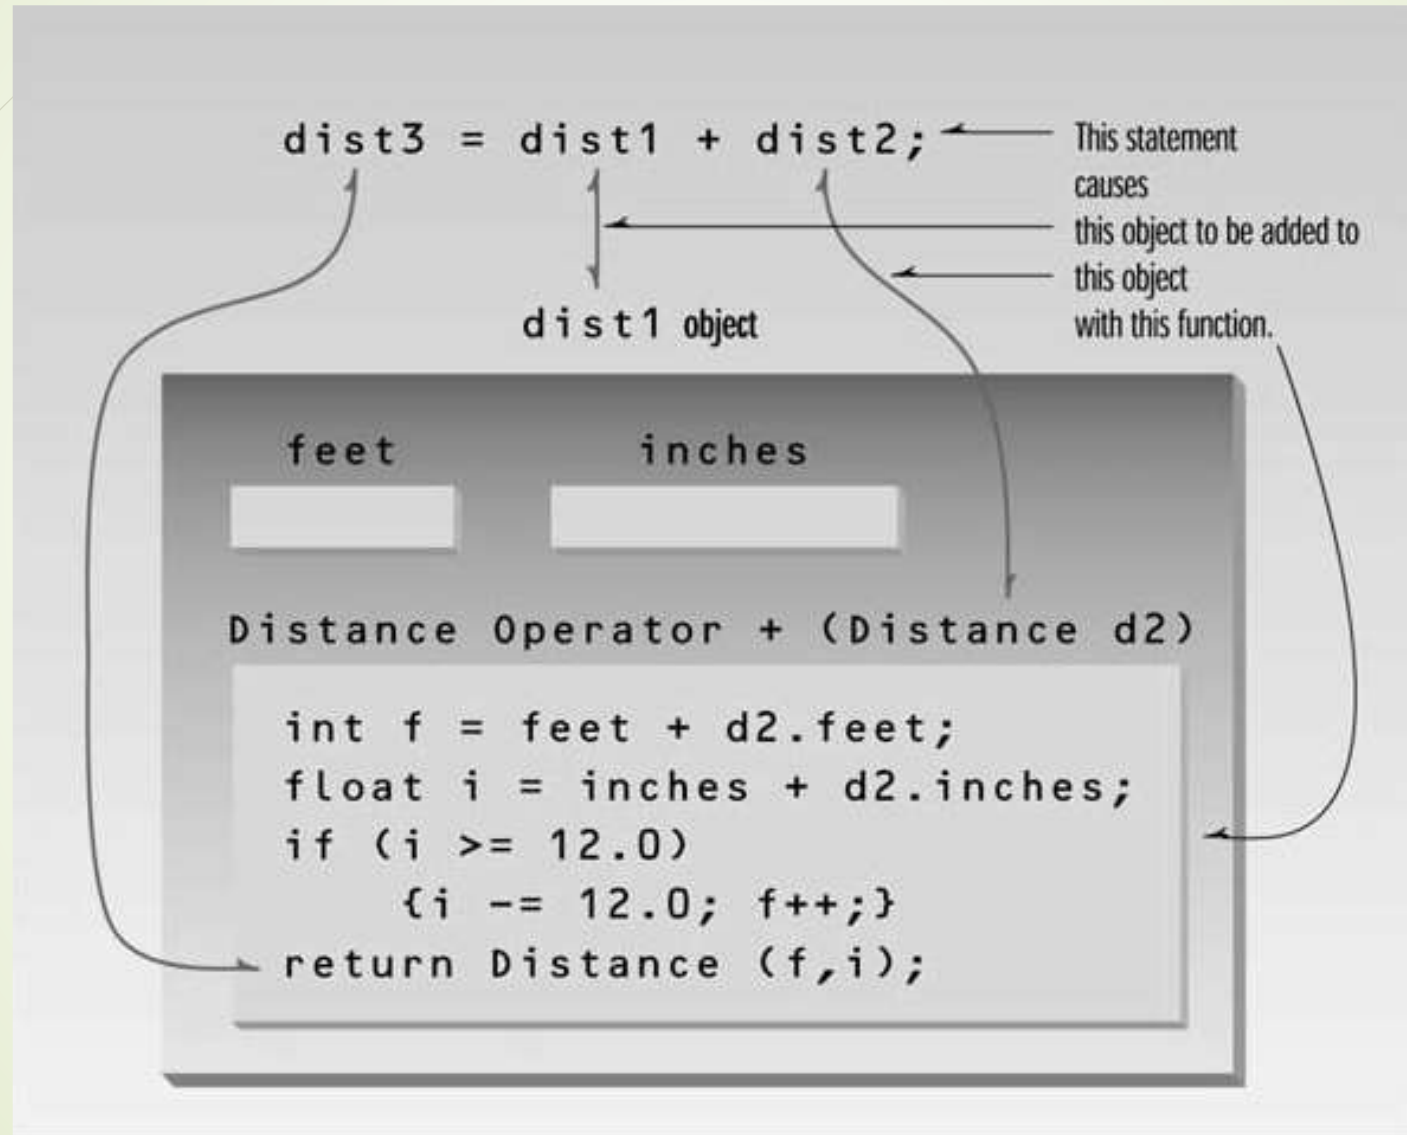 dist3 = dist1 + dist2;
This statement
causes
this object to be added to
this object
with this function.
dist1 object
feet inches
Distance Operator + (Distance d2)
int f = feet + d2.feet;
float i = inches + d2.inches;
if (i >= 12.0)
{i -= 12.0; f++;}
return Distance (f,i);